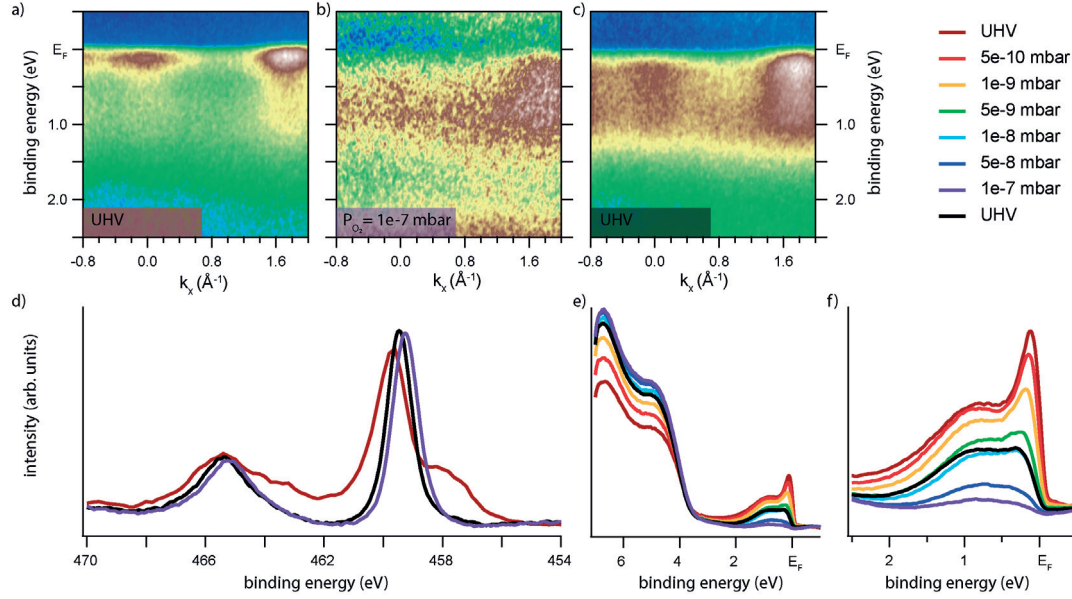 a)
b)
c)
E_F
binding energy (eV)
1.0
2.0
UHV
P_O₂ = 1e-7 mbar
UHV
E_F
1.0
2.0
binding energy (eV)
-0.8 0.0 0.8 1.6
-0.8 0.0 0.8 1.6
-0.8 0.0 0.8 1.6
k_x (Å⁻¹)
k_x (Å⁻¹)
k_x (Å⁻¹)
UHV
5e-10 mbar
1e-9 mbar
5e-9 mbar
1e-8 mbar
5e-8 mbar
1e-7 mbar
UHV
d)
intensity (arb. units)
470 466 462 458 454
binding energy (eV)
e)
6 4 2 E_F
binding energy (eV)
f)
2 1 E_F
binding energy (eV)